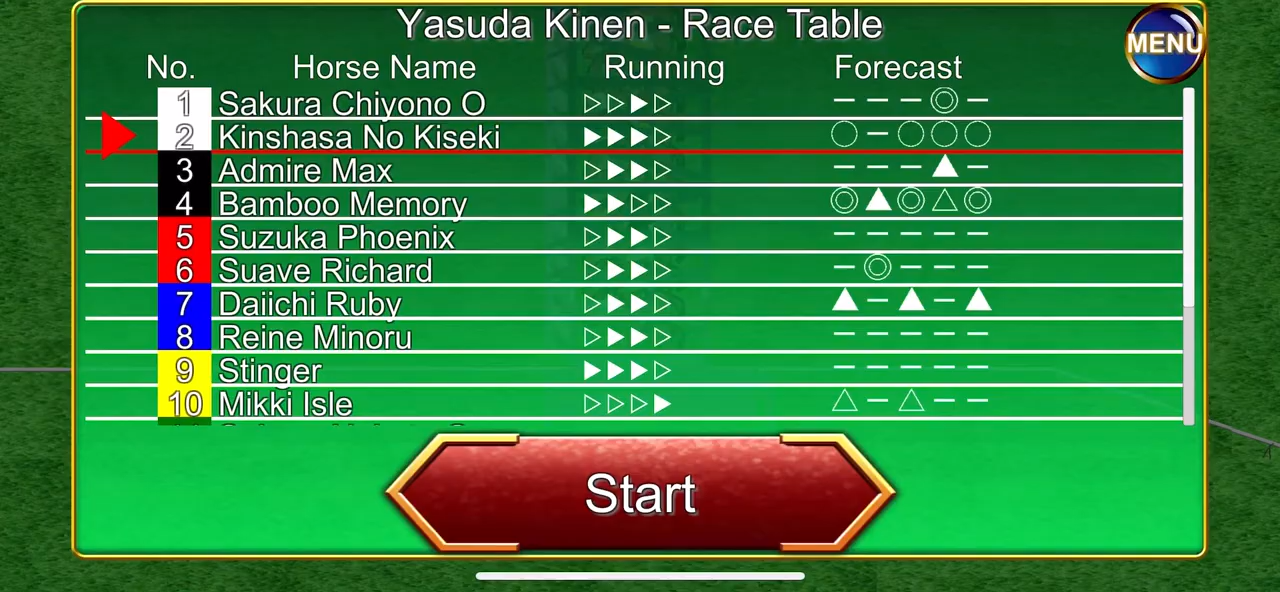 Yasuda Kinen - Race Table
MENU
No. Horse Name Running Forecast
1 Sakura Chiyono O ▷▷▶▷ – – – ◎ –
2 Kinshasa No Kiseki ▶▶▶▷ ○ – ○ ○ ○
3 Admire Max ▷▶▶▷ – – – ▲ –
4 Bamboo Memory ▶▶▷▷ ◎ ▲ ◎ △ ◎
5 Suzuka Phoenix ▷▶▶▷ – – – – –
6 Suave Richard ▷▶▶▷ – ◎ – – –
7 Daiichi Ruby ▷▶▶▷ ▲ – ▲ – ▲
8 Reine Minoru ▷▶▶▷ – – – – –
9 Stinger ▶▶▶▷ – – – – –
10 Mikki Isle ▷▷▷▶ △ – △ – –
Start